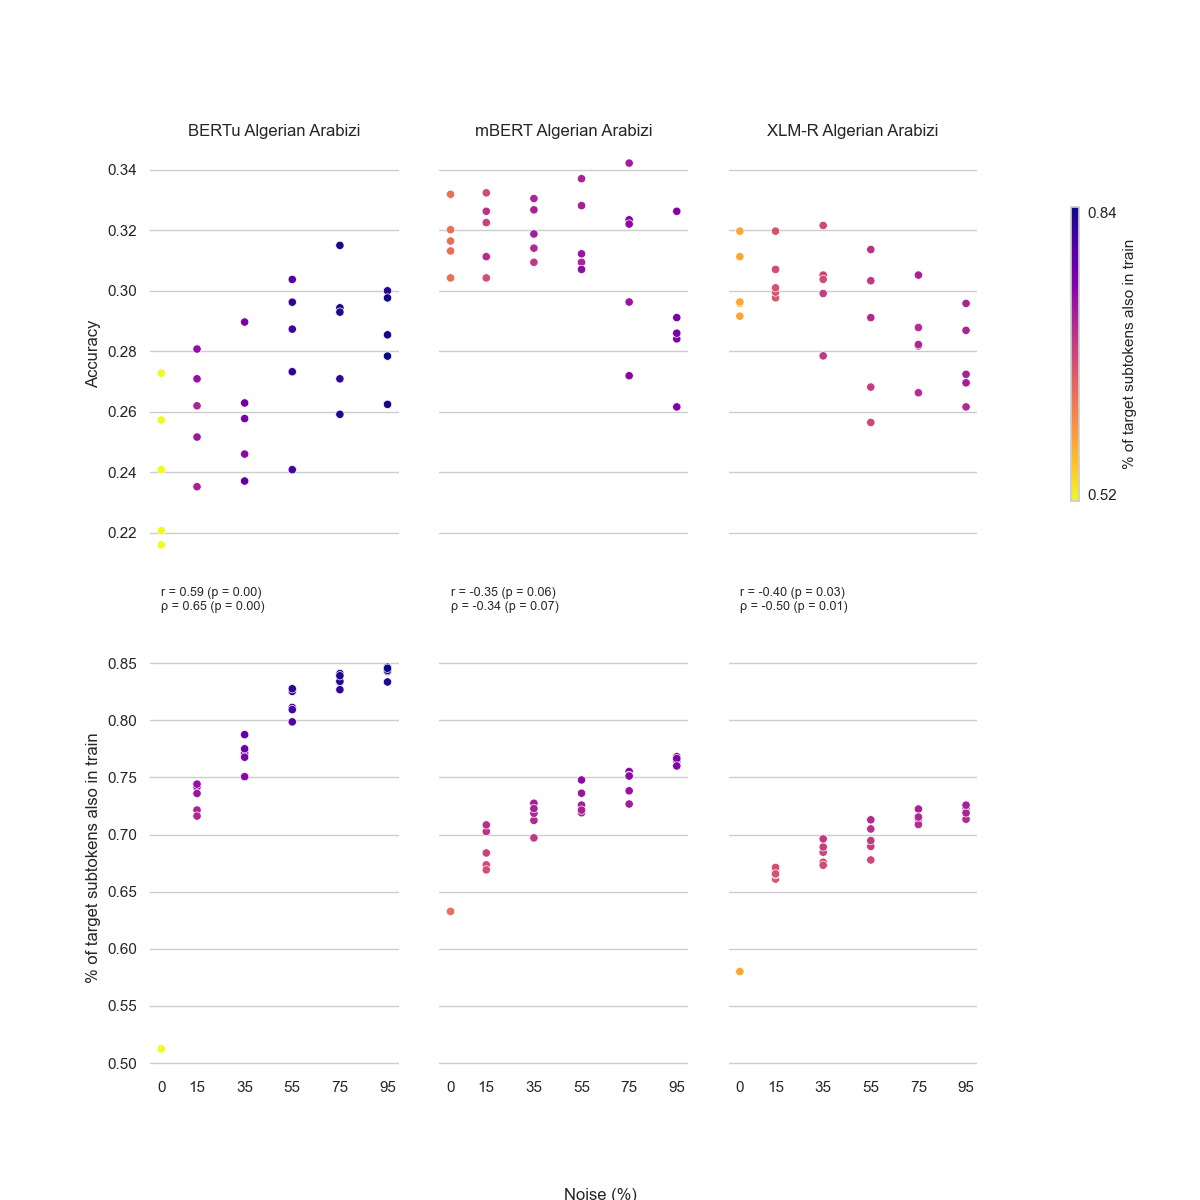 BERTu Algerian Arabizi
mBERT Algerian Arabizi
XLM-R Algerian Arabizi
Accuracy
0.34
0.32
0.30
0.28
0.26
0.24
0.22
0.84
0.52
% of target subtokens also in train
r = 0.59 (p = 0.00)
ρ = 0.65 (p = 0.00)
r = -0.35 (p = 0.06)
ρ = -0.34 (p = 0.07)
r = -0.40 (p = 0.03)
ρ = -0.50 (p = 0.01)
% of target subtokens also in train
0.85
0.80
0.75
0.70
0.65
0.60
0.55
0.50
0 15 35 55 75 95
0 15 35 55 75 95
0 15 35 55 75 95
Noise (%)